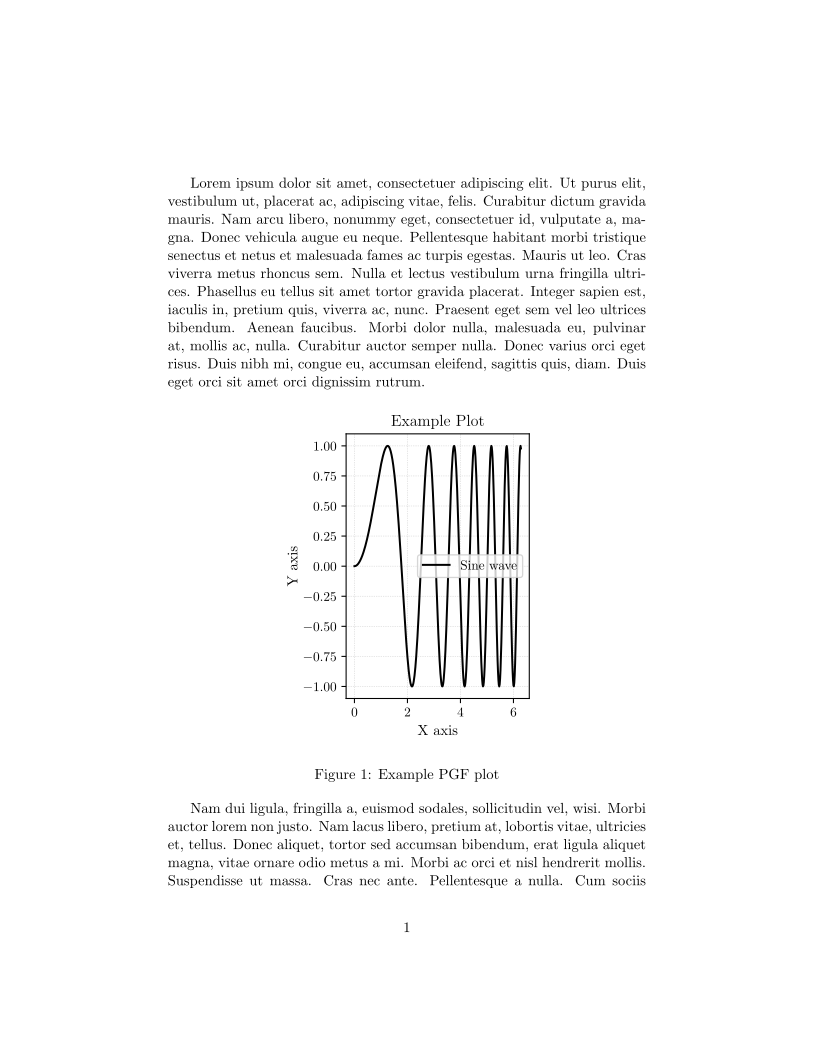 Lorem ipsum dolor sit amet, consectetuer adipiscing elit. Ut purus elit,
vestibulum ut, placerat ac, adipiscing vitae, felis. Curabitur dictum gravida
mauris. Nam arcu libero, nonummy eget, consectetuer id, vulputate a, ma-
gna. Donec vehicula augue eu neque. Pellentesque habitant morbi tristique
senectus et netus et malesuada fames ac turpis egestas. Mauris ut leo. Cras
viverra metus rhoncus sem. Nulla et lectus vestibulum urna fringilla ultri-
ces. Phasellus eu tellus sit amet tortor gravida placerat. Integer sapien est,
iaculis in, pretium quis, viverra ac, nunc. Praesent eget sem vel leo ultrices
bibendum. Aenean faucibus. Morbi dolor nulla, malesuada eu, pulvinar
at, mollis ac, nulla. Curabitur auctor semper nulla. Donec varius orci eget
risus. Duis nibh mi, congue eu, accumsan eleifend, sagittis quis, diam. Duis
eget orci sit amet orci dignissim rutrum.
Example Plot
1.00
0.75
0.50
0.25
0.00
−0.25
−0.50
−0.75
−1.00
Y axis
Sine wave
0 2 4 6
X axis
Figure 1: Example PGF plot
Nam dui ligula, fringilla a, euismod sodales, sollicitudin vel, wisi. Morbi
auctor lorem non justo. Nam lacus libero, pretium at, lobortis vitae, ultricies
et, tellus. Donec aliquet, tortor sed accumsan bibendum, erat ligula aliquet
magna, vitae ornare odio metus a mi. Morbi ac orci et nisl hendrerit mollis.
Suspendisse ut massa. Cras nec ante. Pellentesque a nulla. Cum sociis
1